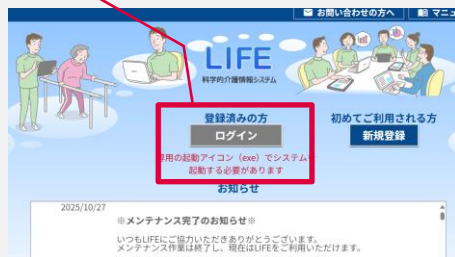 お問い合わせの方へ マニュ
LIFE
科学的介護情報システム
登録済みの方 初めてご利用される方
ログイン 新規登録
専用の起動アイコン（exe）でシステムを
起動する必要があります
お知らせ
2025/10/27
※メンテナンス完了のお知らせ※
いつもLIFEにご協力いただきありがとうございます。
メンテナンス作業は終了し、現在はLIFEをご利用いただけます。